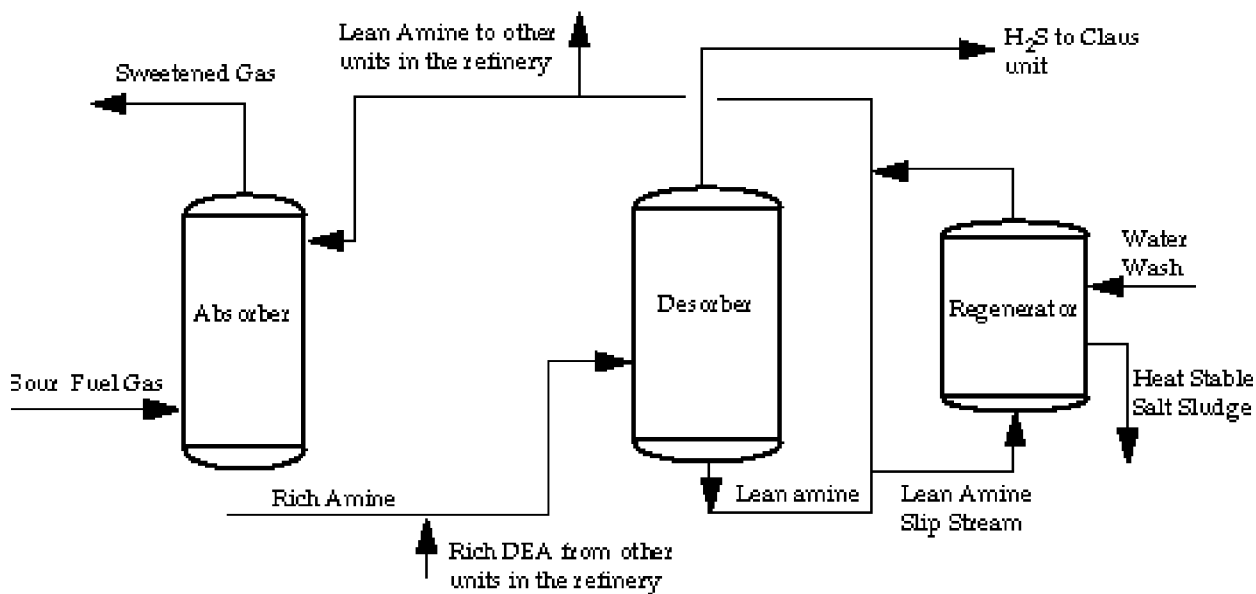 Lean Amine to other
units in the refinery
H2S to Claus
unit
Sweetened Gas
Absorber
Desorber
Regenerator
Water
Wash
Sour Fuel Gas
Heat Stable
Salt Sludge
Rich Amine
Lean amine
Lean Amine
Slip Stream
Rich DEA from other
units in the refinery